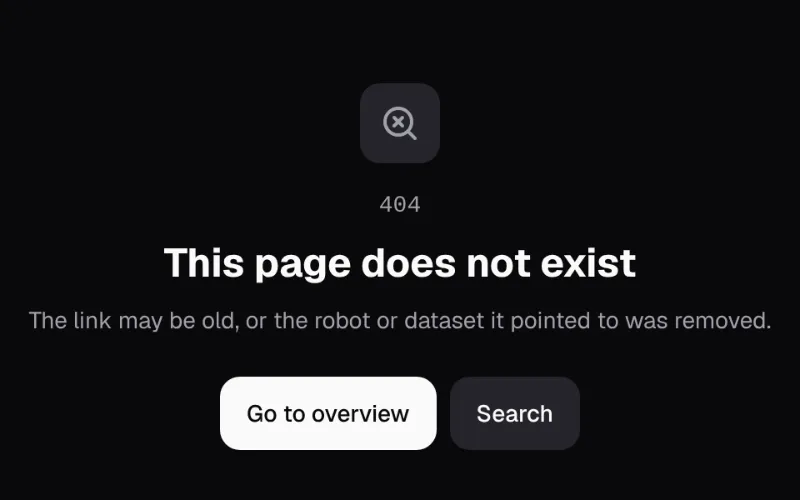 404
This page does not exist
The link may be old, or the robot or dataset it pointed to was removed.
Go to overview
Search